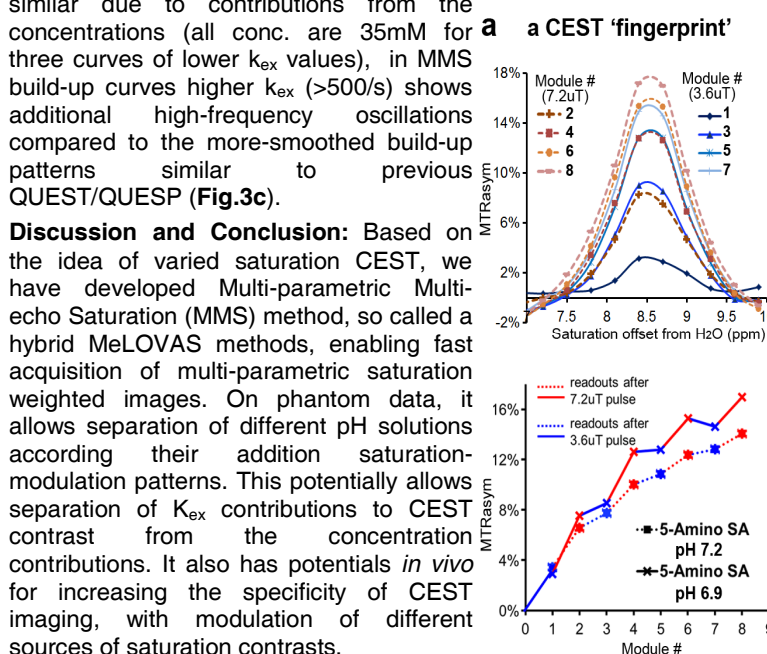 similar due to contributions from the
concentrations (all conc. are 35mM for
three curves of lower kex values), in MMS
build-up curves higher kex (>500/s) shows
additional high-frequency oscillations
compared to the more-smoothed build-up
patterns similar to previous
QUEST/QUESP (Fig.3c).
Discussion and Conclusion: Based on
the idea of varied saturation CEST, we
have developed Multi-parametric Multi-
echo Saturation (MMS) method, so called a
hybrid MeLOVAS methods, enabling fast
acquisition of multi-parametric saturation
weighted images. On phantom data, it
allows separation of different pH solutions
according their addition saturation-
modulation patterns. This potentially allows
separation of Kex contributions to CEST
contrast from the concentration
contributions. It also has potentials in vivo
for increasing the specificity of CEST
imaging, with modulation of different
sources of saturation contrasts.
a a CEST 'fingerprint'
18%
14%
10%
6%
2%
-2%
MTRasym
Module #
(7.2uT)
2
4
6
8
Module #
(3.6uT)
1
3
5
7
7.5 8 8.5 9 9.5
Saturation offset from H2O (ppm)
readouts after
7.2uT pulse
readouts after
3.6uT pulse
16%
12%
8%
4%
0%
MTRasym
5-Amino SA
pH 7.2
5-Amino SA
pH 6.9
0 1 2 3 4 5 6 7 8 9
Module #